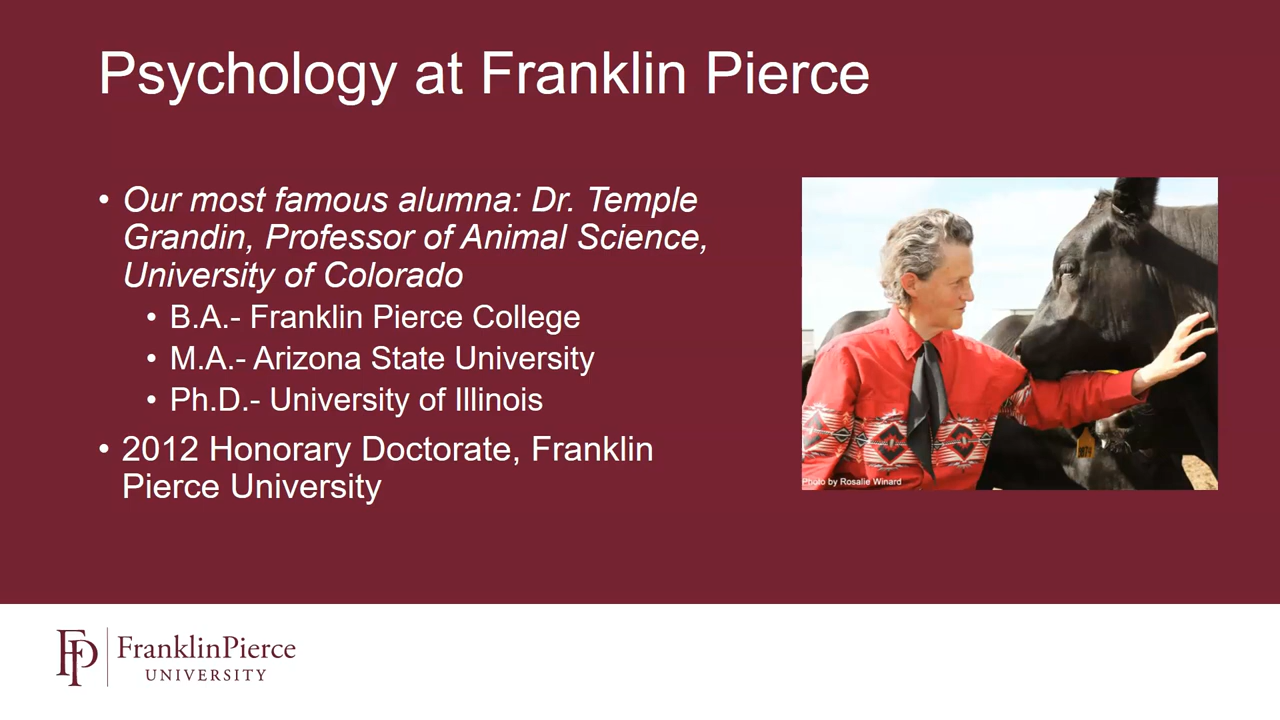 Psychology at Franklin Pierce
• Our most famous alumna: Dr. Temple
Grandin, Professor of Animal Science,
University of Colorado
• B.A.- Franklin Pierce College
• M.A.- Arizona State University
• Ph.D.- University of Illinois
• 2012 Honorary Doctorate, Franklin
Pierce University
Photo by Rosalie Winard
FP
FranklinPierce
UNIVERSITY